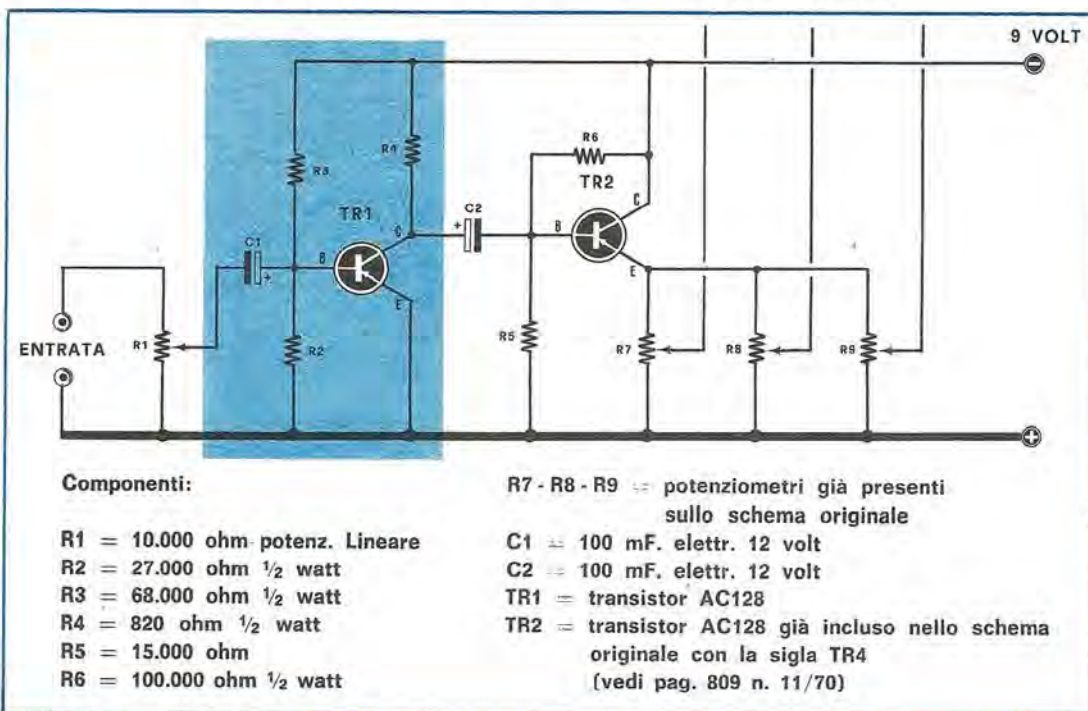 9 VOLT
R6
TR2
R3
R4
TR1
C
C2
+
C
C1
+
B
B
E
E
ENTRATA
R1
R2
R5
R7
R8
R9
Componenti:
R1 = 10.000 ohm potenz. Lineare
R2 = 27.000 ohm ½ watt
R3 = 68.000 ohm ½ watt
R4 = 820 ohm ½ watt
R5 = 15.000 ohm
R6 = 100.000 ohm ½ watt
R7 - R8 - R9 = potenziometri già presenti
sullo schema originale
C1 = 100 mF. elettr. 12 volt
C2 = 100 mF. elettr. 12 volt
TR1 = transistor AC128
TR2 = transistor AC128 già incluso nello schema
originale con la sigla TR4
(vedi pag. 809 n. 11/70)